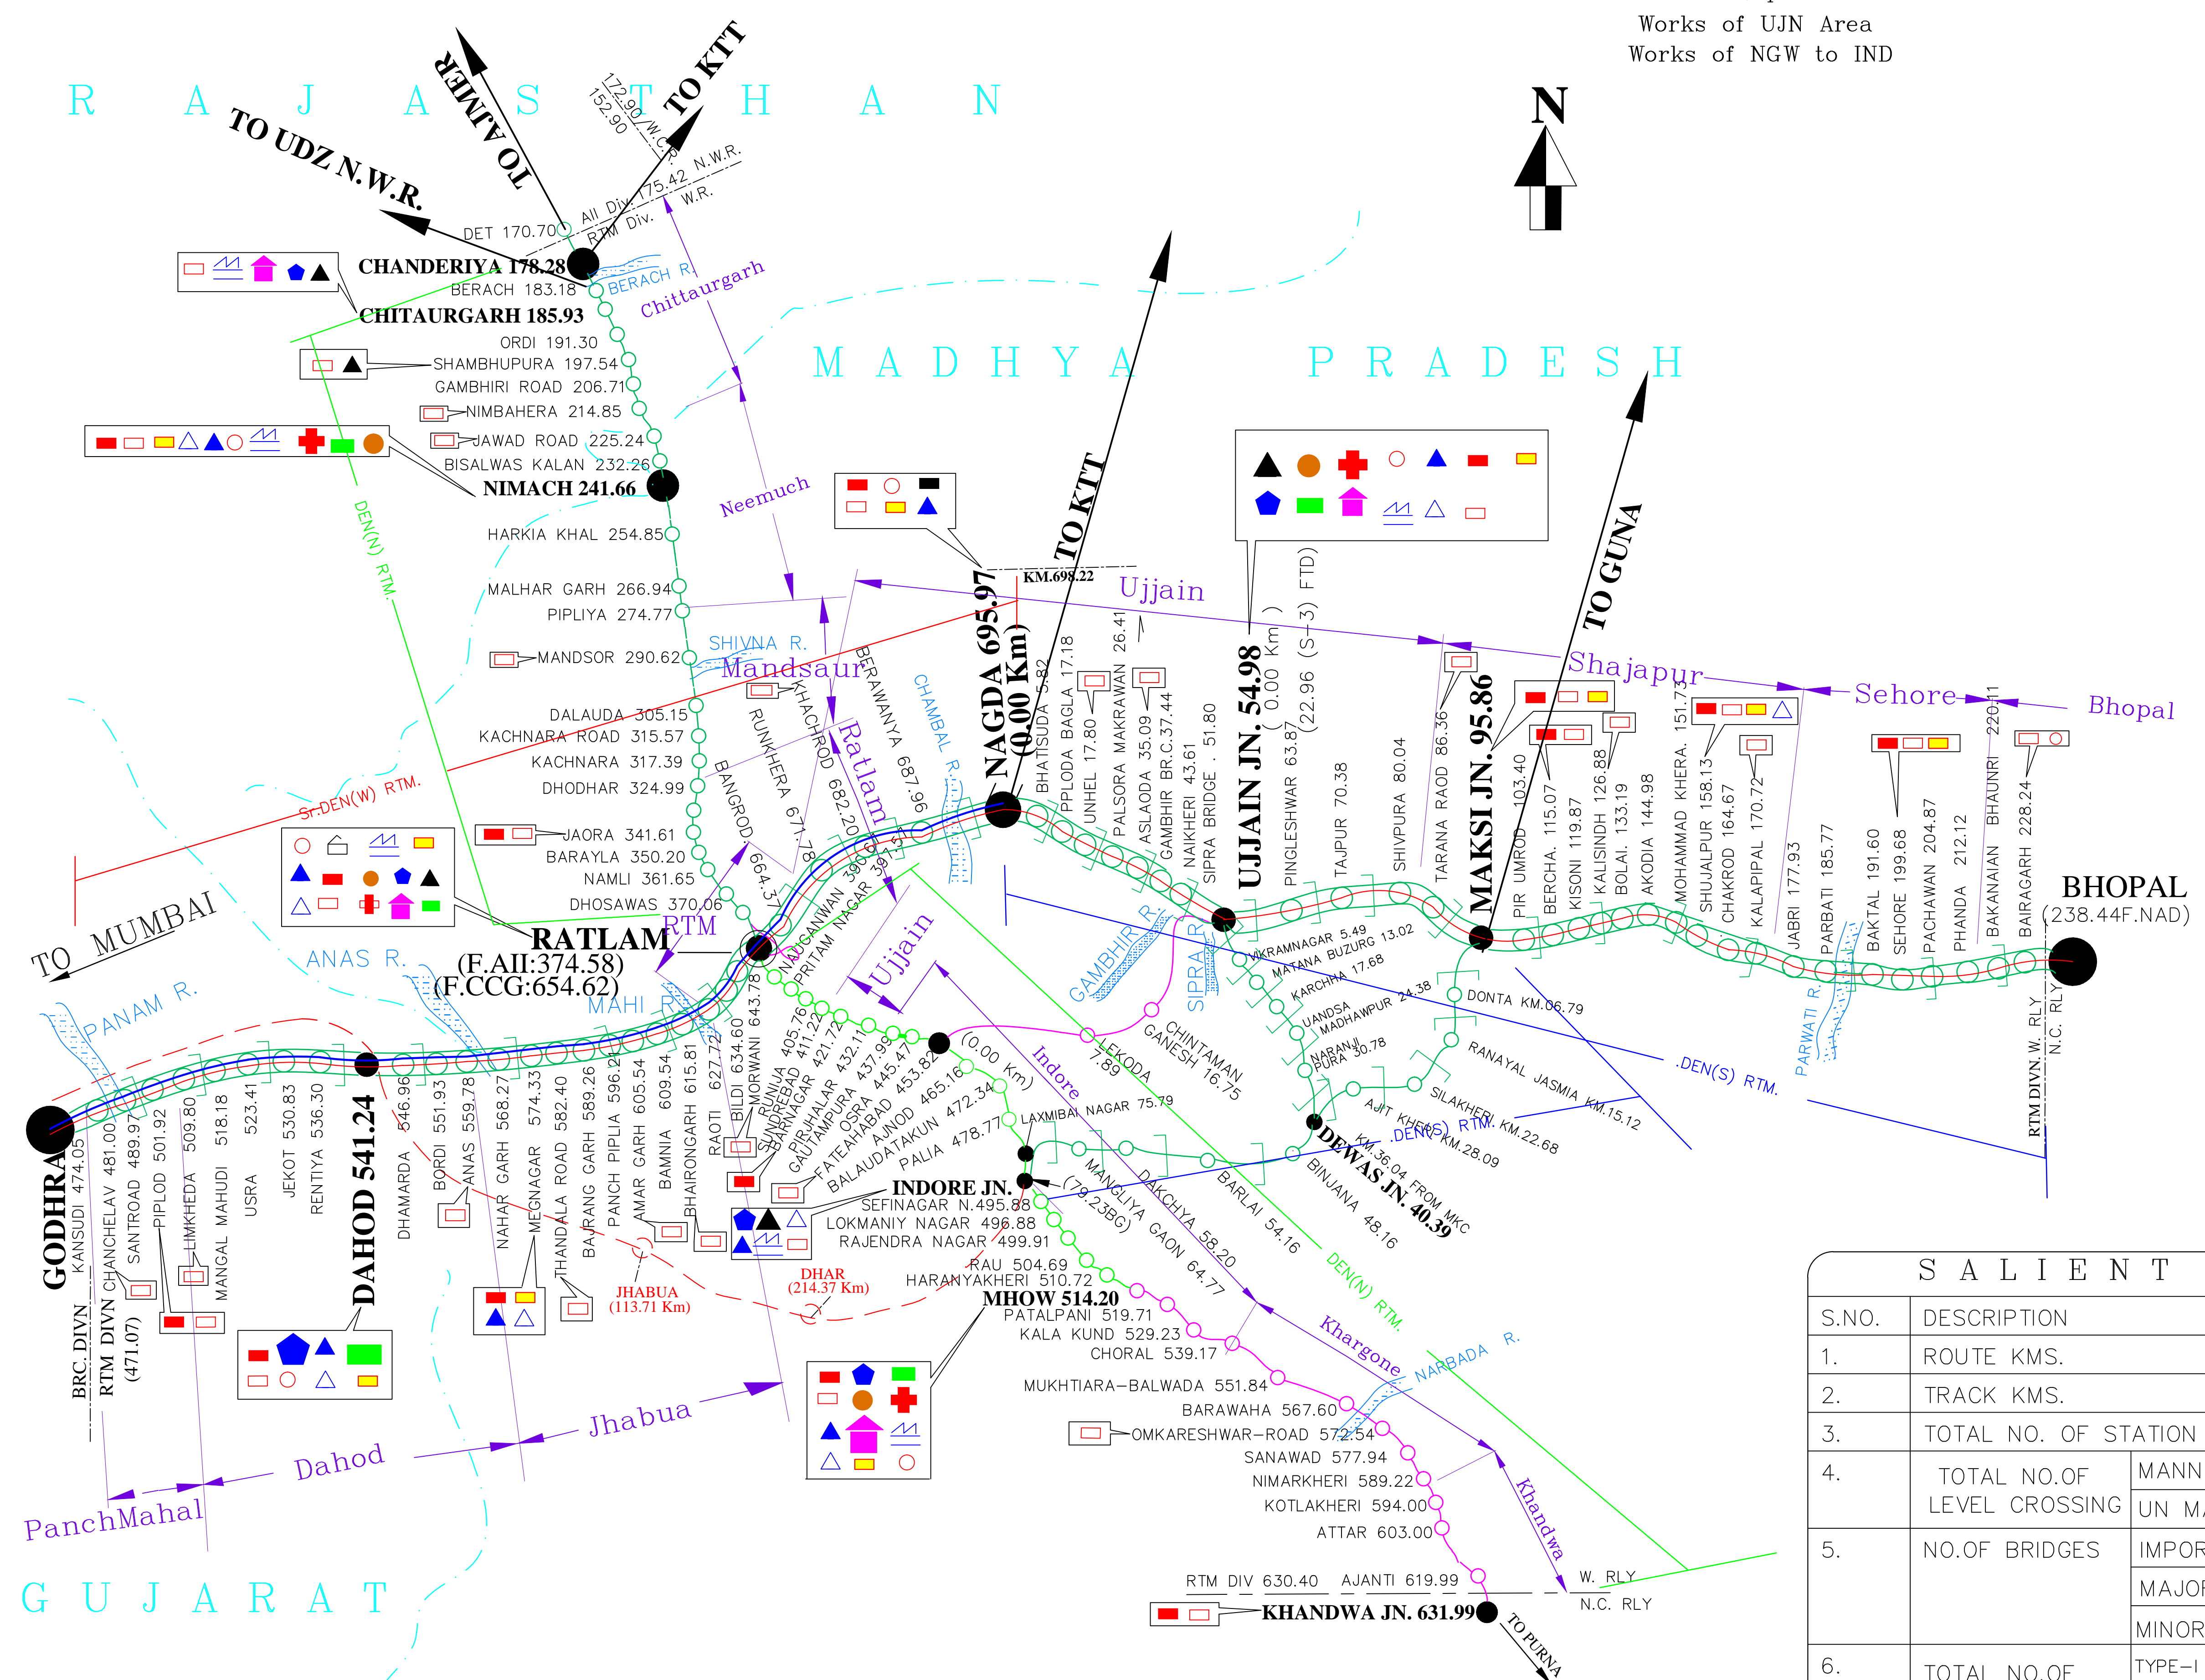 Works of UJN Area
Works of NGW to IND
R A J A S T H A N
TO AJMER
TO KTT
TO UDZ N.W.R.
172.90/W.C.R.
152.90
N
All Div. 175.42 N.W.R.
RTM Div. W.R.
DET 170.70
CHANDERIYA 178.28
BERACH R.
BERACH 183.18
CHITAURGARH 185.93
Chittaurgarh
ORDI 191.30
SHAMBHUPURA 197.54
GAMBHIRI ROAD 206.71
NIMBAHERA 214.85
JAWAD ROAD 225.24
BISALWAS KALAN 232.26
NIMACH 241.66
M A D H Y A P R A D E S H
Neemuch
HARKIA KHAL 254.85
MALHAR GARH 266.94
PIPLIYA 274.77
SHIVNA R.
MANDSOR 290.62
Mandsaur
DALAUDA 305.15
KACHNARA ROAD 315.57
KACHNARA 317.39
DHODHAR 324.99
JAORA 341.61
BARAYLA 350.20
NAMLI 361.65
DHOSAWAS 370.06
DEN(N) RTM.
Sr.DEN(W) RTM.
RTM
RATLAM
(F.AII:374.58)
(F.CCG:654.62)
TO MUMBAI
PANAM R.
ANAS R.
MAHI R.
BANGROD. 664.37
RUNKHERA 671.78
KHACHROD 682.20
BERAWANYA 687.96
Ratlam
CHAMBAL R.
NAGDA 695.97
(0.00 Km)
TO KTT
KM.698.22
Ujjain
BHATISUDA 5.82
PPLODA BAGLA 17.18
UNHEL 17.80
PALSORA MAKRAWAN 26.41
ASLAODA 35.09
GAMBHIR BR.C.37.44
NAIKHERI 43.61
SIPRA BRIDGE . 51.80
UJJAIN JN. 54.98
( 0.00 Km )
(22.96 (S-3) FTD)
PINGLESHWAR 63.87
TAJPUR 70.38
SHIVPURA 80.04
TARANA RAOD 86.36
MAKSI JN. 95.86
TO GUNA
Shajapur
PIR UMROD 103.40
BERCHA. 115.07
KISONI 119.87
KALISINDH 126.88
BOLAI. 133.19
AKODIA 144.98
MOHAMMAD KHERA. 151.73
SHUJALPUR 158.13
CHAKROD 164.67
KALAPIPAL 170.72
Sehore
JABRI 177.93
PARBATI 185.77
BAKTAL 191.60
SEHORE 199.68
PACHAWAN 204.87
PHANDA 212.12
BAKANAIAN BHAUNRI 220.11
BAIRAGARH 228.24
Bhopal
BHOPAL
(238.44F.NAD)
PARWATI R.
RTM DIVN. W. RLY
N.C. RLY
GODHRA
KANSUDI 474.05
BRC. DIVN
RTM DIVN
(471.07)
CHANCHELAV 481.00
SANTROAD 489.97
PIPLOD 501.92
LIMKHEDA 509.80
MANGAL MAHUDI 518.18
USRA 523.41
JEKOT 530.83
RENTIYA 536.30
DAHOD 541.24
DHAMARDA 546.96
BORDI 551.93
ANAS 559.78
NAHAR GARH 568.27
MEGNAGAR 574.33
THANDALA ROAD 582.40
BAJRANG GARH 589.26
PANCH PIPLIA 596.21
AMAR GARH 605.54
BAMNIA 609.54
BHAIRONGARH 615.81
RAOTI 627.72
BILDI 634.60
MORWANI 643.78
NAUGANWAN
PRITAM NAGAR 397.57
RUNIJA 405.76
SUNDREBAD 411.22
BARNAGAR 421.72
PIRJHALAR 432.11
GAUTAMPURA 437.99
OSRA 445.47
FATEAHABAD 453.82
(0.00 Km)
AJNOD 465.16
BALAUDATAKUN 472.34
PALIA 478.77
LAXMIBAI NAGAR 75.79
Ujjain
Indore
LEKODA
7.89
CHINTAMAN
GANESH 16.75
GAMBHIR R.
SIPRA R.
VIKRAMNAGAR 5.49
MATANA BUZURG 13.02
KARCHHA 17.68
UANDSA
MADHAWPUR 24.38
NARANJI
PURA 30.78
DONTA KM.06.79
RANAYAL JASMIA KM.15.12
SILAKHERI KM.22.68
AJIT KHERI KM.28.09
KM.36.04 FROM MKC
DEWAS JN. 40.39
BINJANA 48.16
BARLAI 54.16
DAKCHIYA 58.20
MANGLIYA GAON 64.77
(79.23BG)
.DEN(S) RTM.
.DEN(S) RTM.
DEN(N) RTM.
INDORE JN.
SEFINAGAR N.495.88
LOKMANIY NAGAR 496.88
RAJENDRA NAGAR 499.91
RAU 504.69
HARANYAKHERI 510.72
MHOW 514.20
PATALPANI 519.71
KALA KUND 529.23
CHORAL 539.17
MUKHTIARA-BALWADA 551.84
BARAWAHA 567.60
OMKARESHWAR-ROAD 572.54
SANAWAD 577.94
NIMARKHERI 589.22
KOTLAKHERI 594.00
ATTAR 603.00
Khargone
NARBADA R.
Khandwa
RTM DIV 630.40 AJANTI 619.99
W. RLY
N.C. RLY
KHANDWA JN. 631.99
TO PURNA
JHABUA
(113.71 Km)
DHAR
(214.37 Km)
PanchMahal
Dahod
Jhabua
G U J A R A T
S A L I E N T
S.NO. DESCRIPTION
1. ROUTE KMS.
2. TRACK KMS.
3. TOTAL NO. OF STATION
4. TOTAL NO.OF LEVEL CROSSING
MANN
UN MA
5. NO.OF BRIDGES
IMPOR
MAJOR
MINOR
6. TOTAL NO.OF
TYPE-I